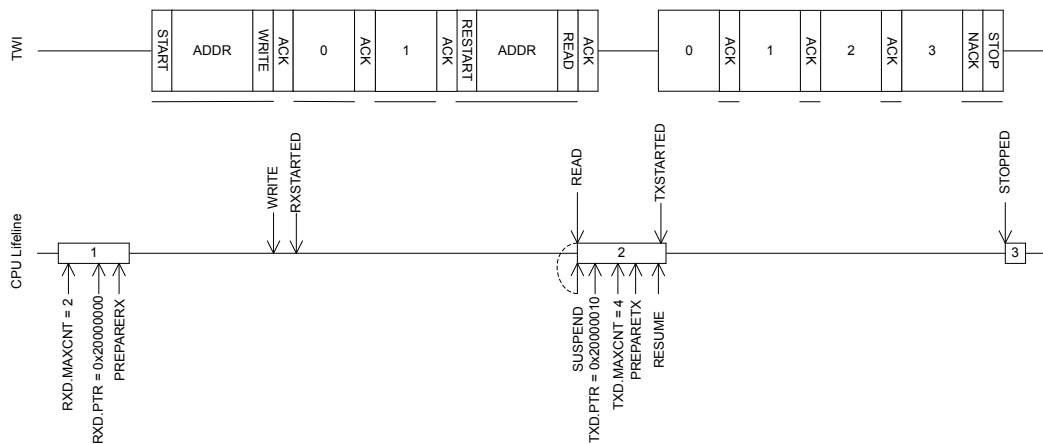 TWI
START
ADDR
WRITE
ACK
0
ACK
1
ACK
RESTART
ADDR
READ
ACK
0
ACK
1
ACK
2
ACK
3
NACK
STOP
WRITE
RXSTARTED
READ
TXSTARTED
STOPPED
CPU Lifeline
1
2
3
RXD.MAXCNT = 2
RXD.PTR = 0x20000000
PREPARERX
SUSPEND
TXD.PTR = 0x20000010
TXD.MAXCNT = 4
PREPARETX
RESUME